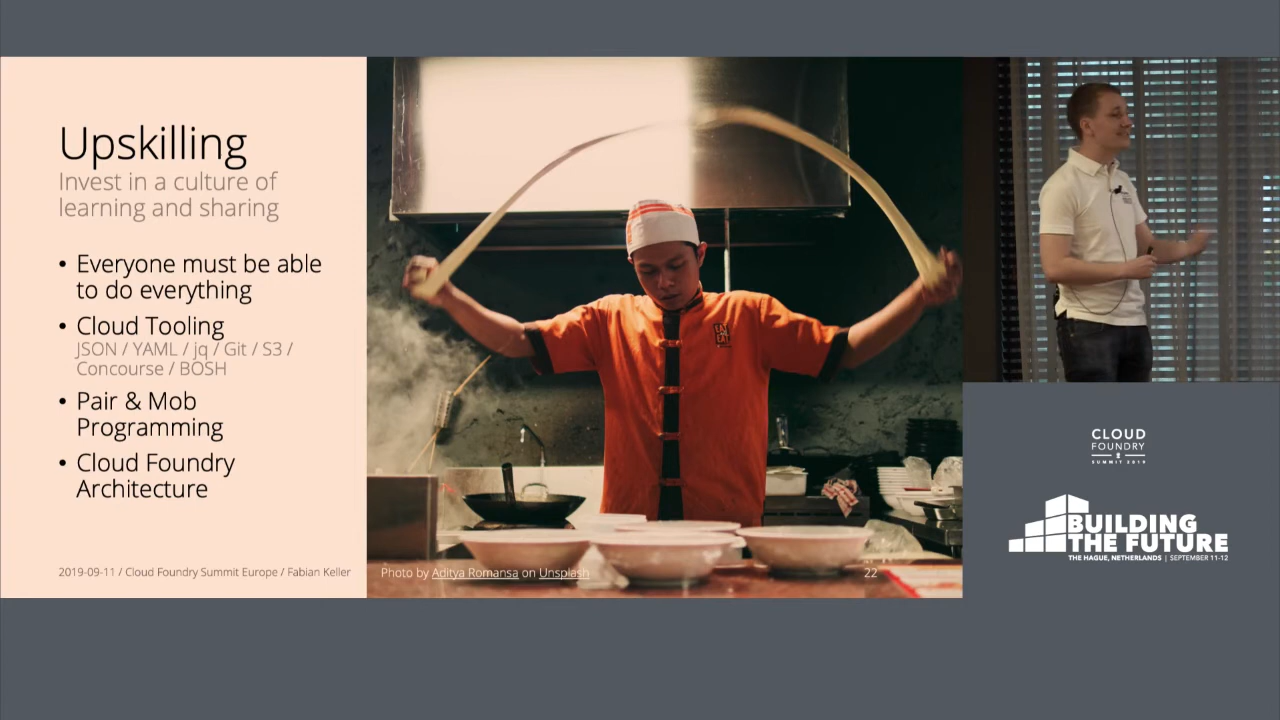 Upskilling
Invest in a culture of
learning and sharing
• Everyone must be able
to do everything
• Cloud Tooling
JSON / YAML / jq / Git / S3 /
Concourse / BOSH
• Pair & Mob
Programming
• Cloud Foundry
Architecture
2019-09-11 / Cloud Foundry Summit Europe / Fabian Keller
Photo by Aditya Romansa on Unsplash
22
EAT
EAT
CLOUD
FOUNDRY
SUMMIT 2019
BUILDING
THE FUTURE
THE HAGUE, NETHERLANDS | SEPTEMBER 11-12